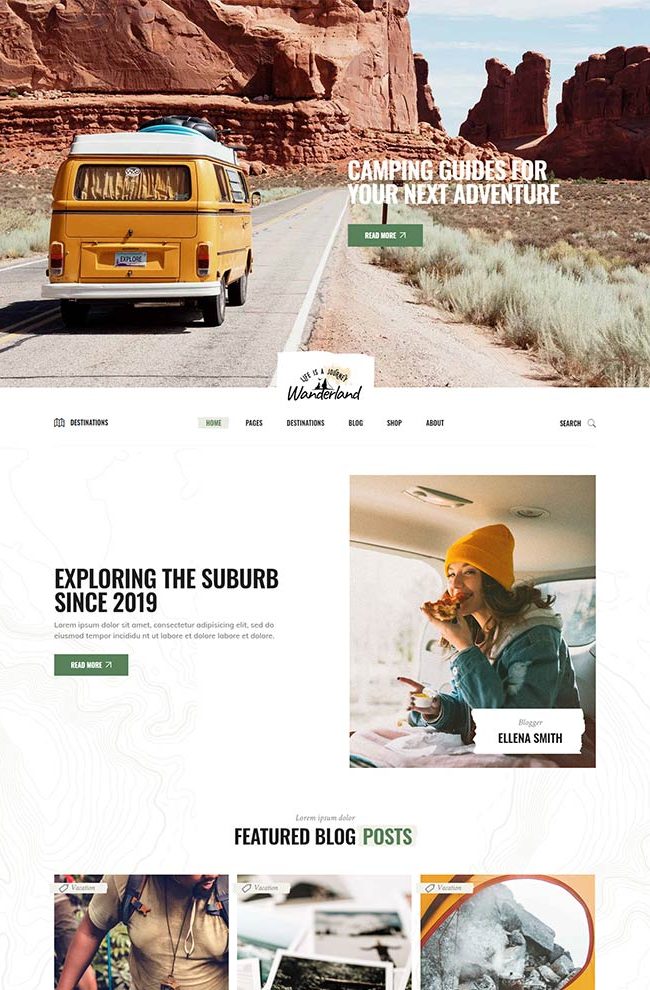 CAMPING GUIDES FOR
YOUR NEXT ADVENTURE
READ MORE
EXPLORE
LIFE IS A JOURNEY
Wanderland
DESTINATIONS
HOME PAGES DESTINATIONS BLOG SHOP ABOUT
SEARCH
EXPLORING THE SUBURB
SINCE 2019
Lorem ipsum dolor sit amet, consectetur adipisicing elit, sed do
eiusmod tempor incididu nt ut labore et dolore labore et dolore.
READ MORE
Blogger
ELLENA SMITH
Lorem ipsum dolor
FEATURED BLOG POSTS
Vacation
Vacation
Vacation